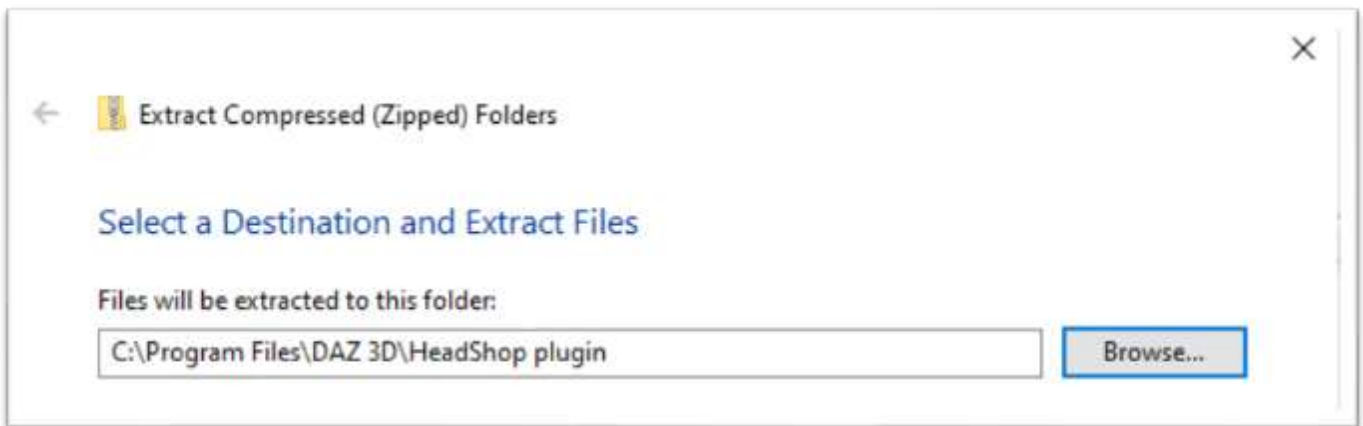 Extract Compressed (Zipped) Folders
Select a Destination and Extract Files
Files will be extracted to this folder:
C:\Program Files\DAZ 3D\HeadShop plugin
Browse...